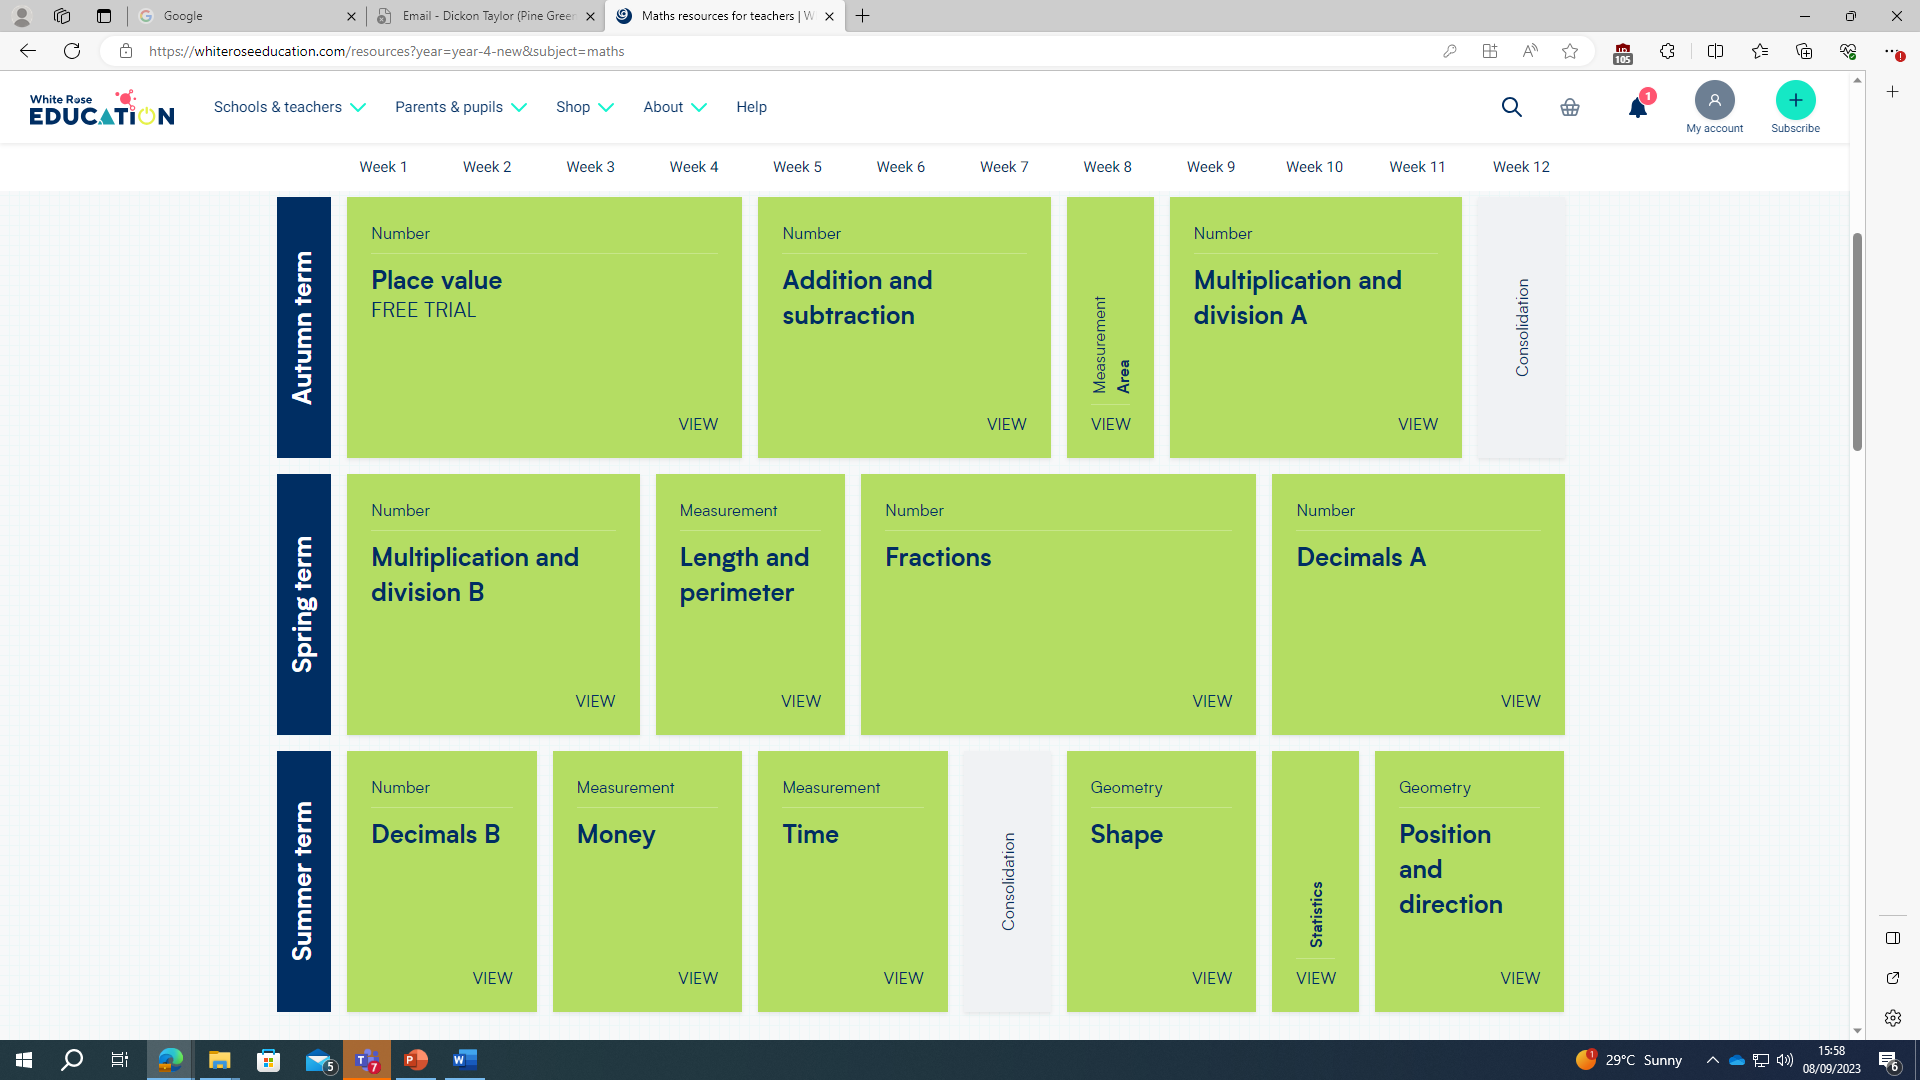 Google
Email - Dickon Taylor (Pine Green
Maths resources for teachers | W
https://whiteroseeducation.com/resources?year=year-4-new&subject=maths
105
White Rose
EDUCATION
Schools & teachers
Parents & pupils
Shop
About
Help
1
My account
Subscribe
Week 1
Week 2
Week 3
Week 4
Week 5
Week 6
Week 7
Week 8
Week 9
Week 10
Week 11
Week 12
Autumn term
Number
Place value
FREE TRIAL
VIEW
Number
Addition and
subtraction
VIEW
Measurement
Area
VIEW
Number
Multiplication and
division A
VIEW
Consolidation
Spring term
Number
Multiplication and
division B
VIEW
Measurement
Length and
perimeter
VIEW
Number
Fractions
VIEW
Number
Decimals A
VIEW
Summer term
Number
Decimals B
VIEW
Measurement
Money
VIEW
Measurement
Time
VIEW
Consolidation
Geometry
Shape
VIEW
Statistics
VIEW
Geometry
Position
and
direction
VIEW
5
7
1
29°C Sunny
15:58
08/09/2023
6